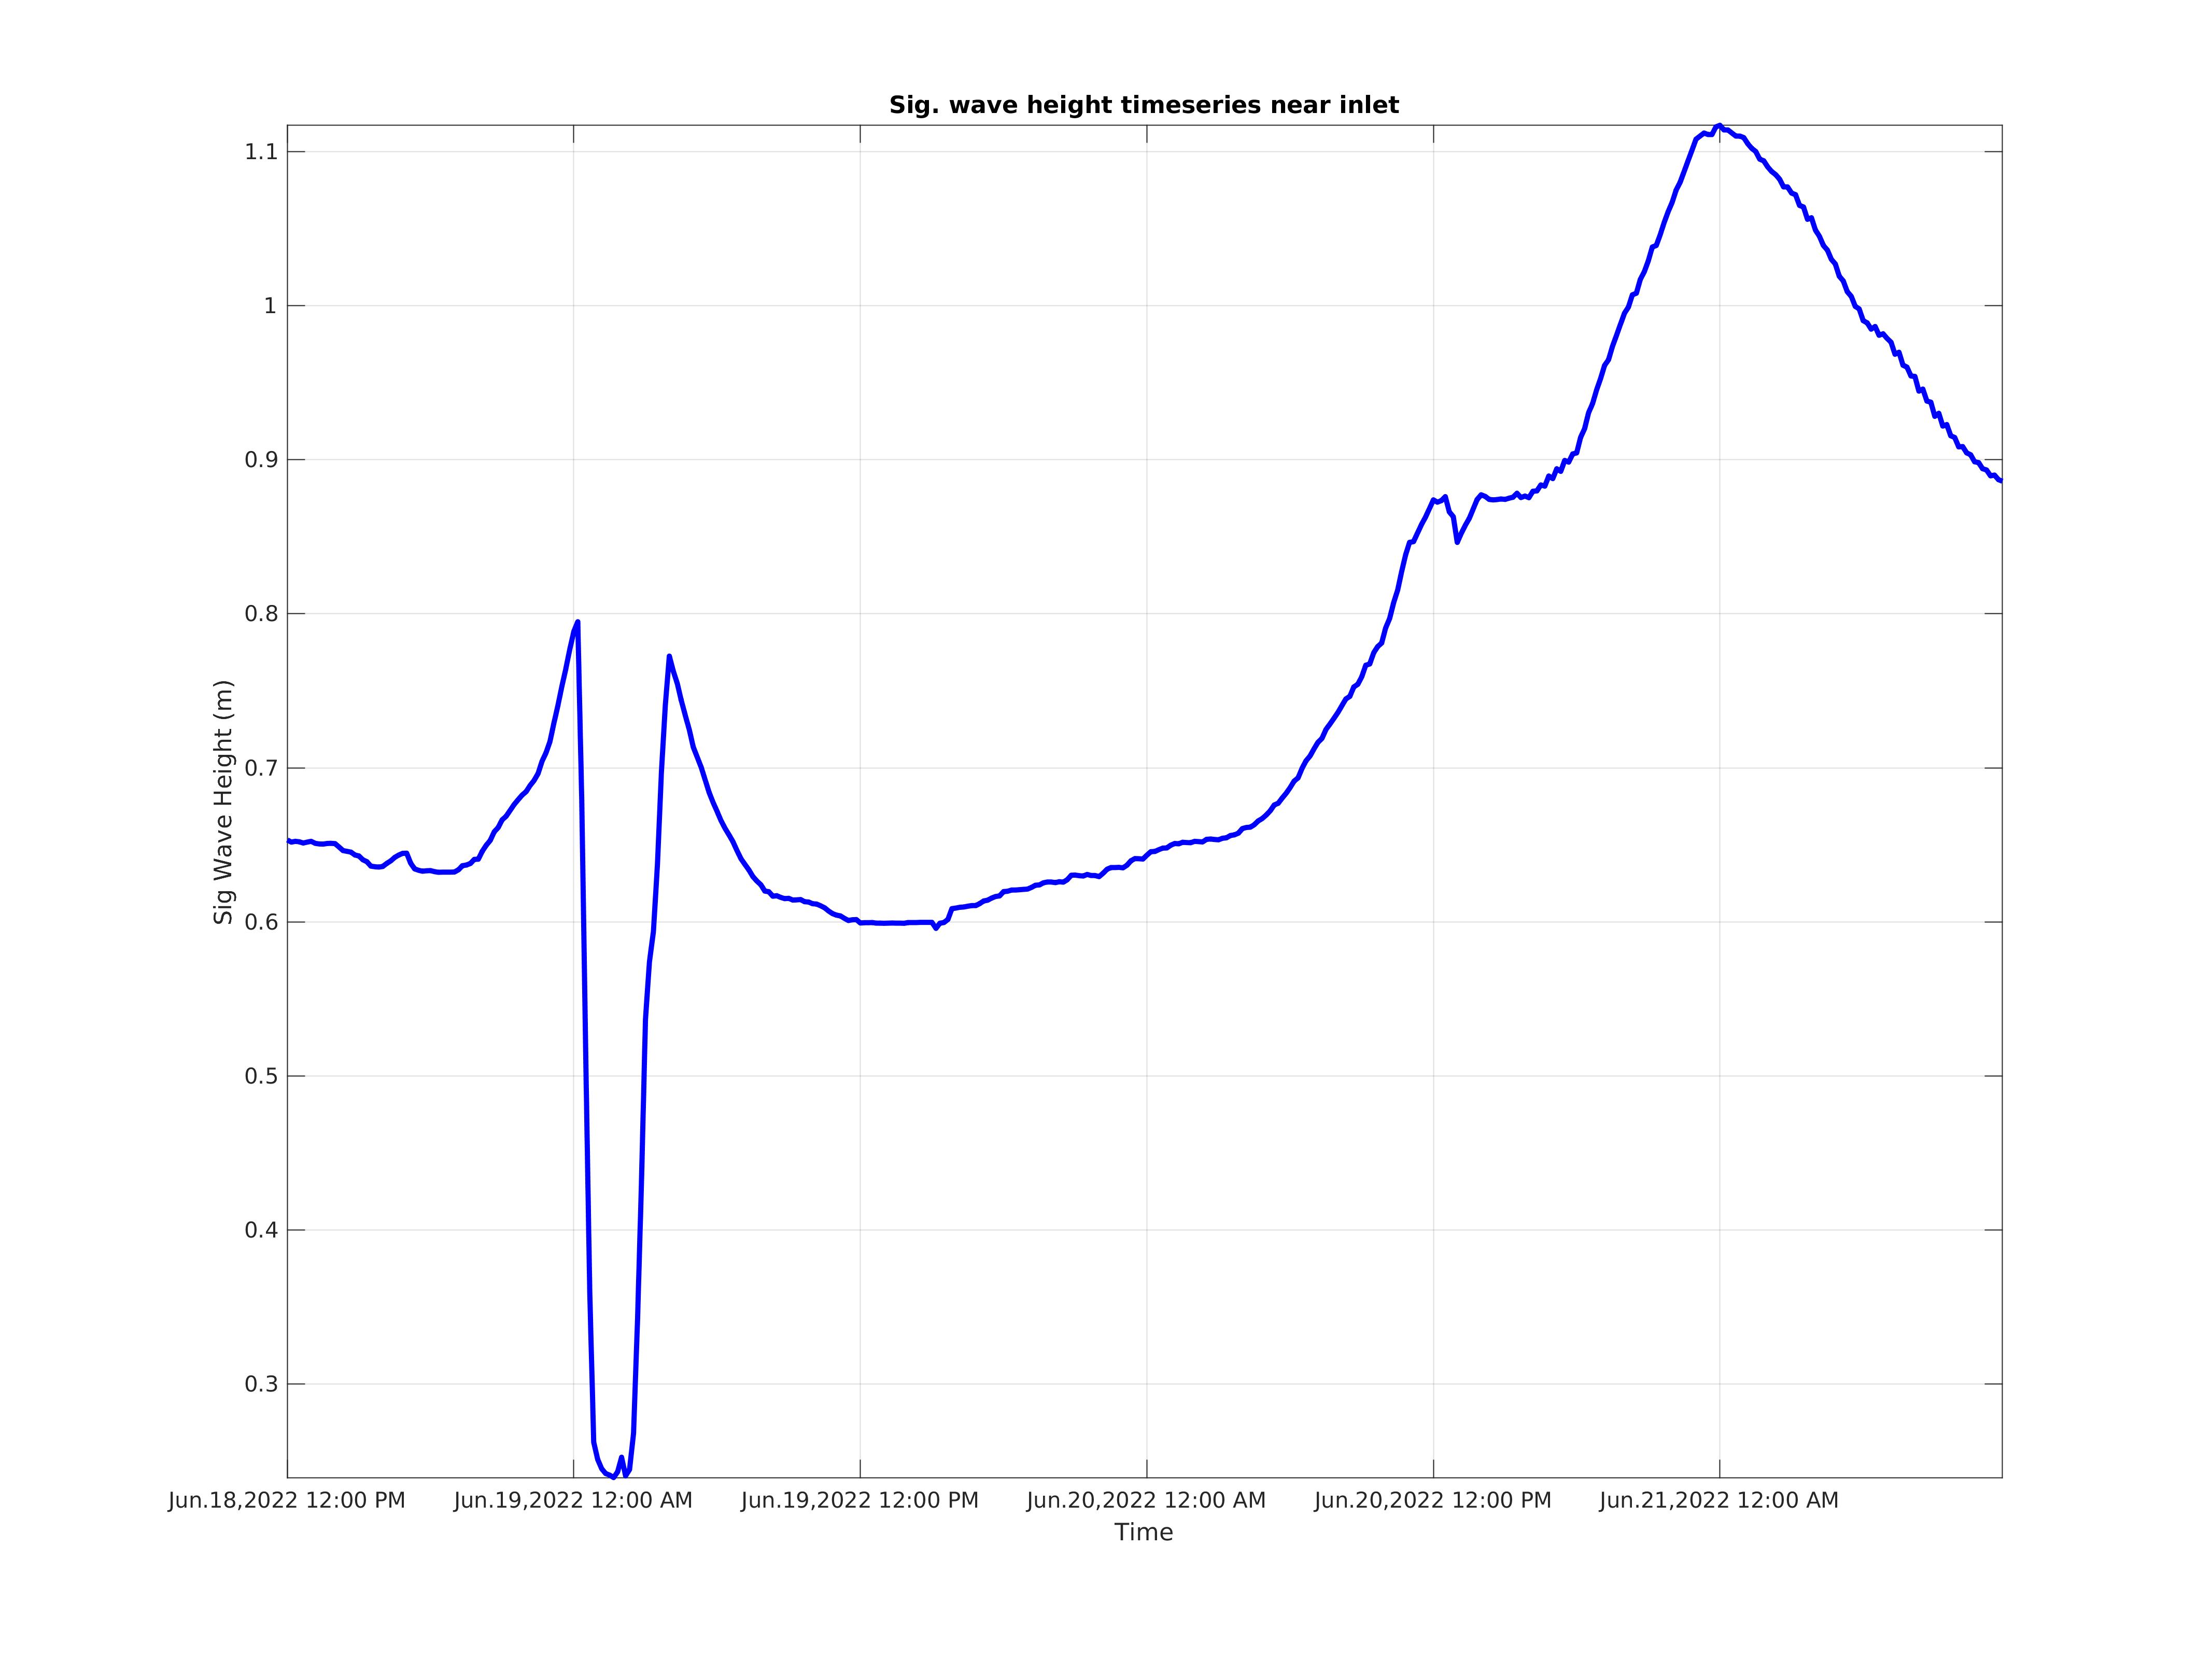 Sig. wave height timeseries near inlet
1.1
1
0.9
0.8
0.7
0.6
0.5
0.4
0.3
Sig Wave Height (m)
Jun.18,2022 12:00 PM
Jun.19,2022 12:00 AM
Jun.19,2022 12:00 PM
Jun.20,2022 12:00 AM
Jun.20,2022 12:00 PM
Jun.21,2022 12:00 AM
Time